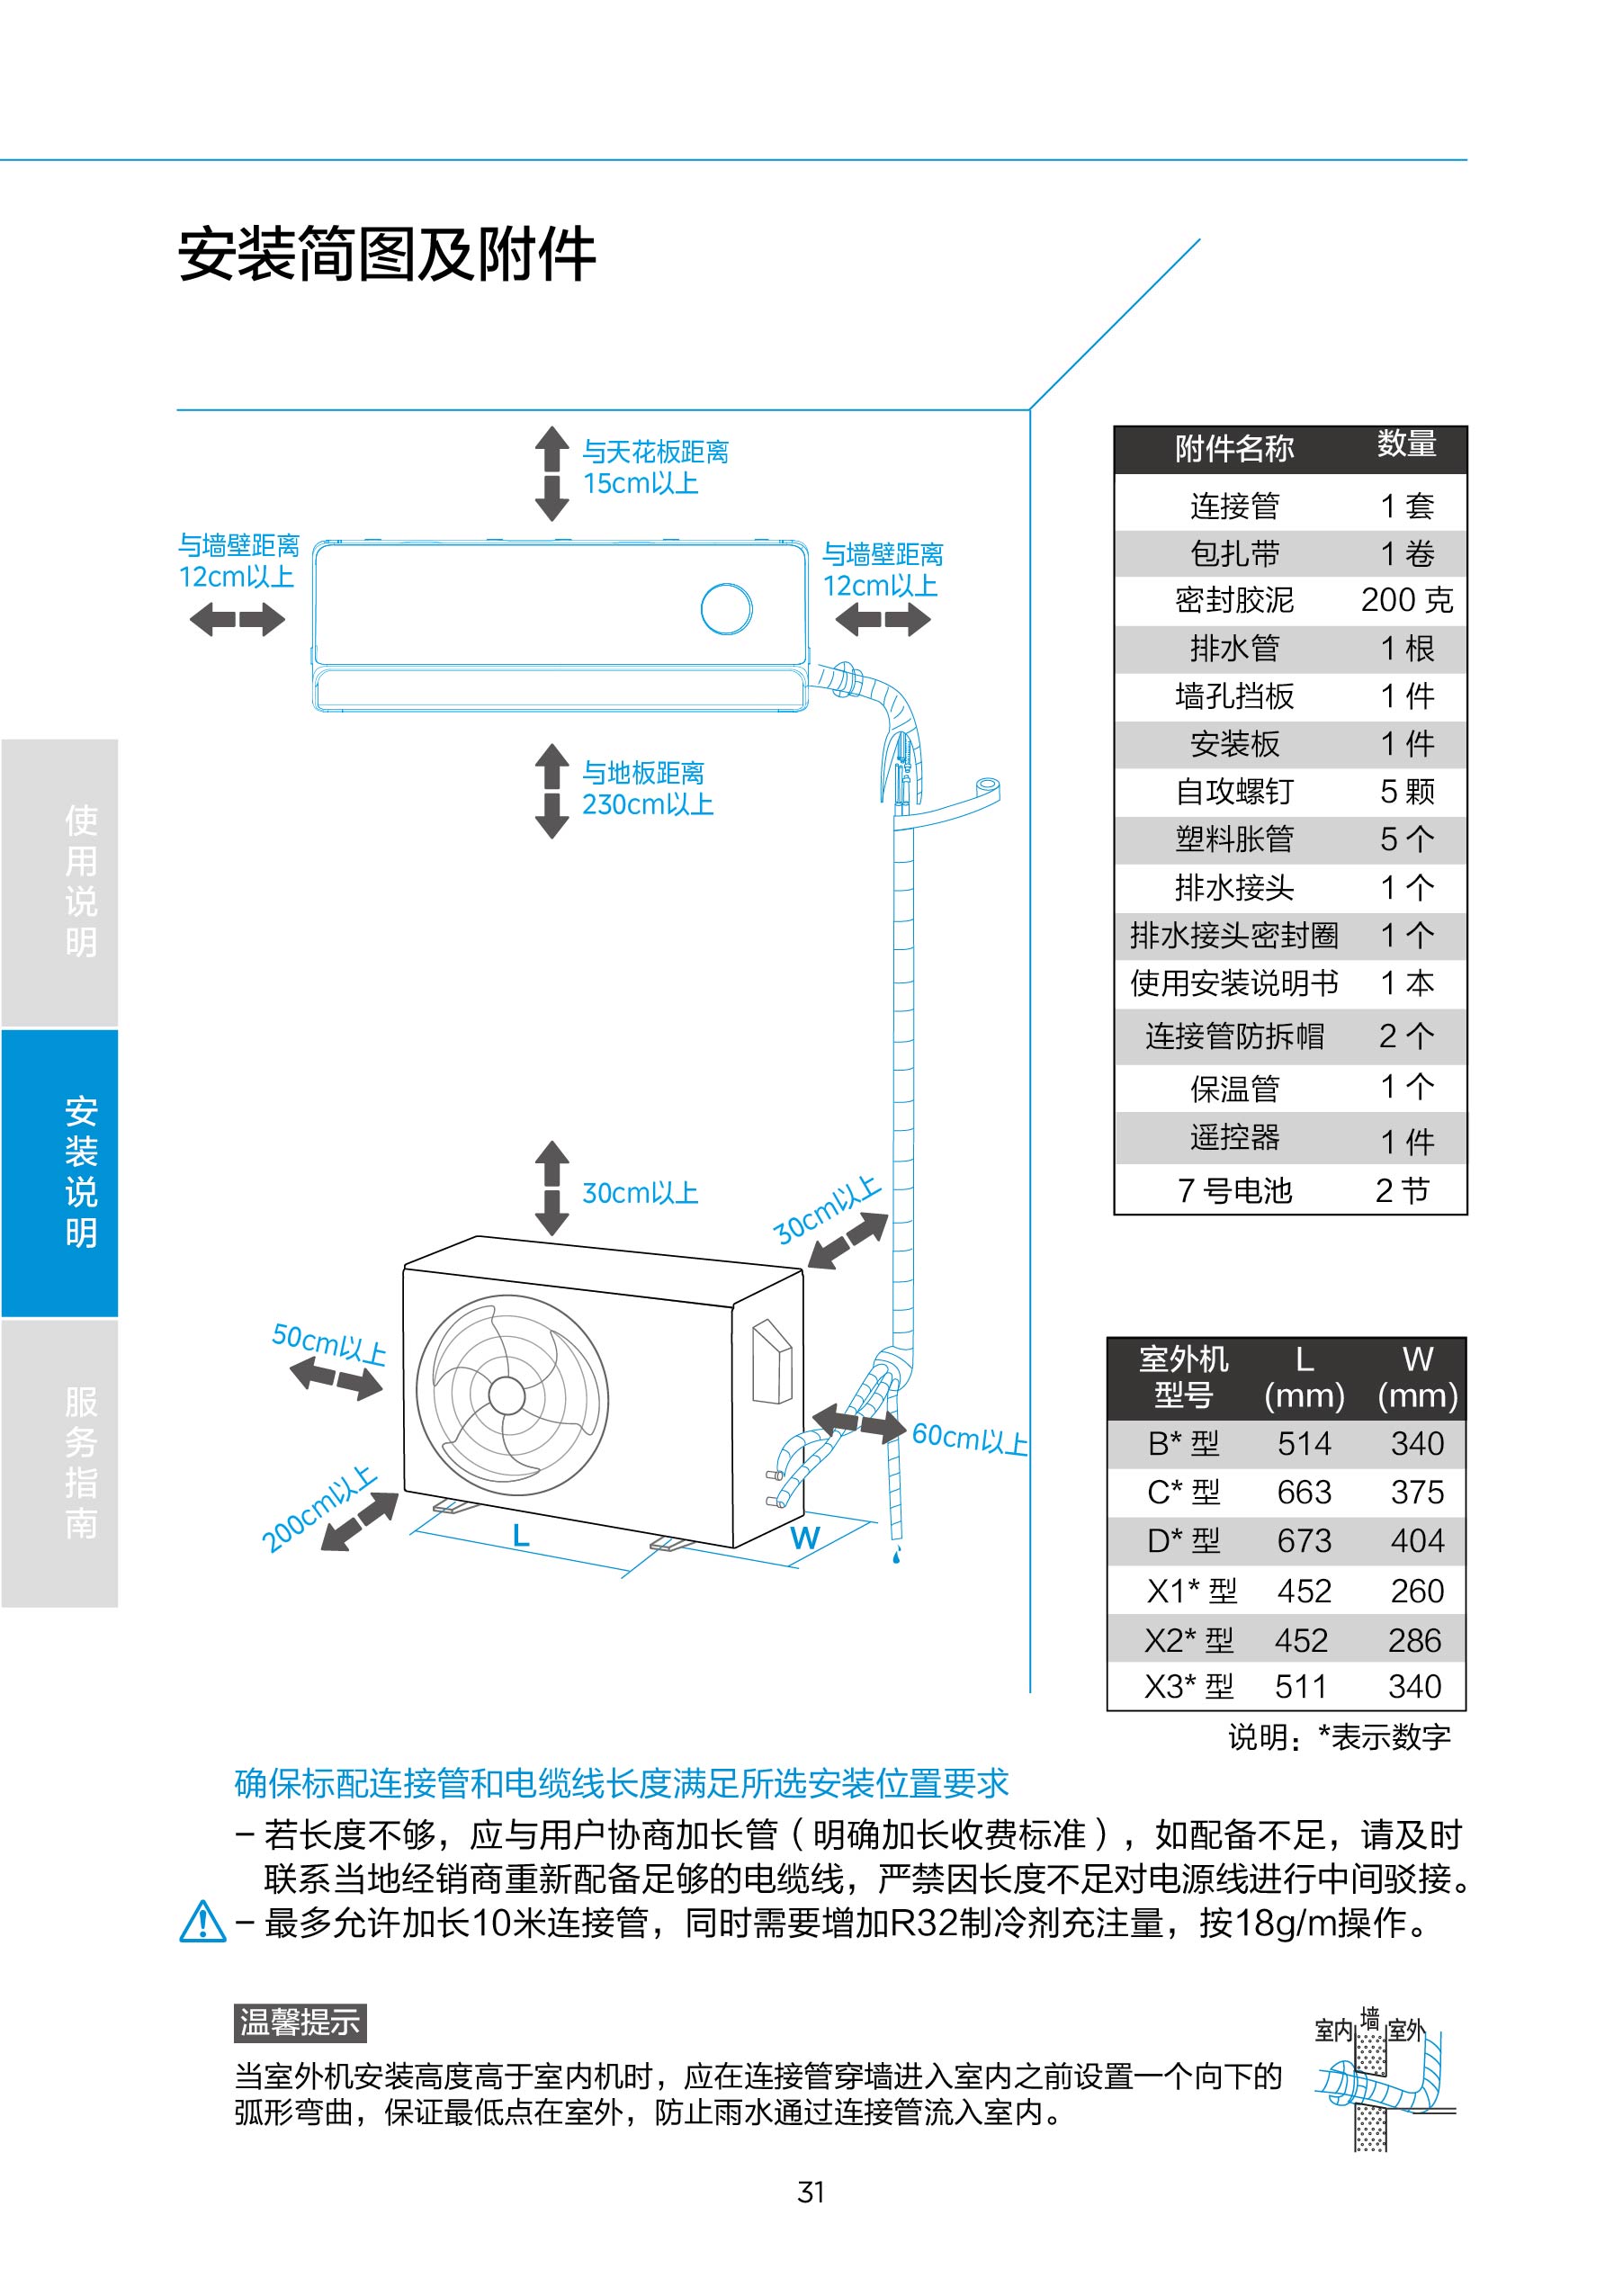 安装简图及附件
与天花板距离
15cm以上
与墙壁距离
12cm以上
与墙壁距离
12cm以上
与地板距离
230cm以上
30cm以上
30cm以上
50cm以上
60cm以上
200cm以上
L
W
附件名称 数量
连接管 1 套
包扎带 1 卷
密封胶泥 200 克
排水管 1 根
墙孔挡板 1 件
安装板 1 件
自攻螺钉 5 颗
塑料胀管 5 个
排水接头 1 个
排水接头密封圈 1 个
使用安装说明书 1 本
连接管防拆帽 2 个
保温管 1 个
遥控器 1 件
7 号电池 2 节
室外机 L W
型号 (mm) (mm)
B* 型 514 340
C* 型 663 375
D* 型 673 404
X1* 型 452 260
X2* 型 452 286
X3* 型 511 340
说明：*表示数字
使用说明
安装说明
服务指南
确保标配连接管和电缆线长度满足所选安装位置要求
– 若长度不够，应与用户协商加长管（明确加长收费标准），如配备不足，请及时
联系当地经销商重新配备足够的电缆线，严禁因长度不足对电源线进行中间驳接。
– 最多允许加长10米连接管，同时需要增加R32制冷剂充注量，按18g/m操作。
温馨提示
当室外机安装高度高于室内机时，应在连接管穿墙进入室内之前设置一个向下的
弧形弯曲，保证最低点在室外，防止雨水通过连接管流入室内。
室内 墙 室外
31